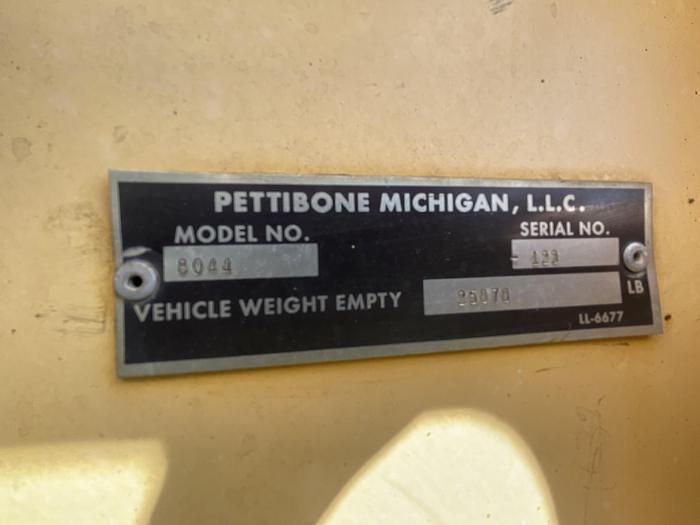 PETTIBONE MICHIGAN, L.L.C.
MODEL NO. SERIAL NO.
8044
VEHICLE WEIGHT EMPTY LB
LL-6677